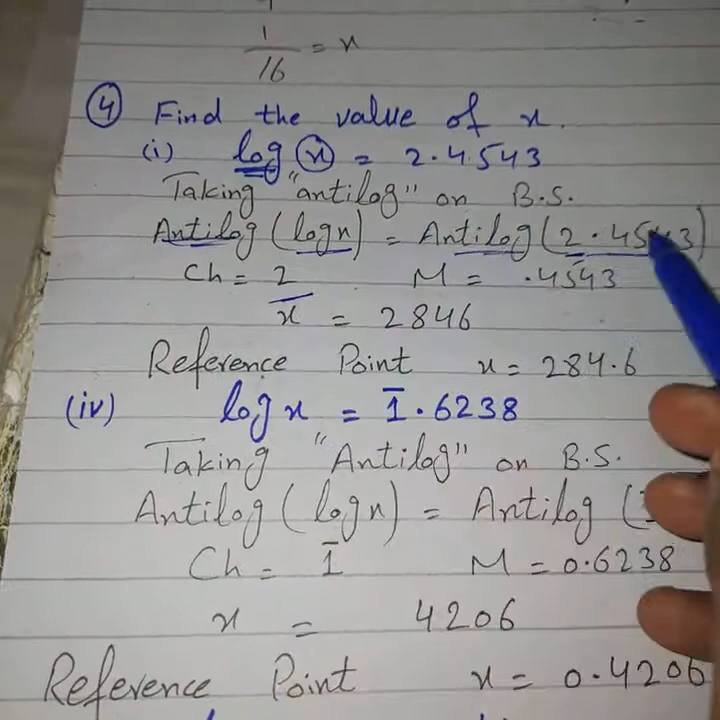 1/16 = x
④ Find the value of x.
(i) log x = 2.4543
Taking "antilog" on B.S.
Antilog (log x) = Antilog (2.4543)
Ch = 2 M = .4543
x = 2846
Reference Point x = 284.6
(iv) log x = 1̅.6238
Taking "Antilog" on B.S.
Antilog (log x) = Antilog (
Ch = 1̅ M = 0.6238
x = 4206
Reference Point x = 0.4206